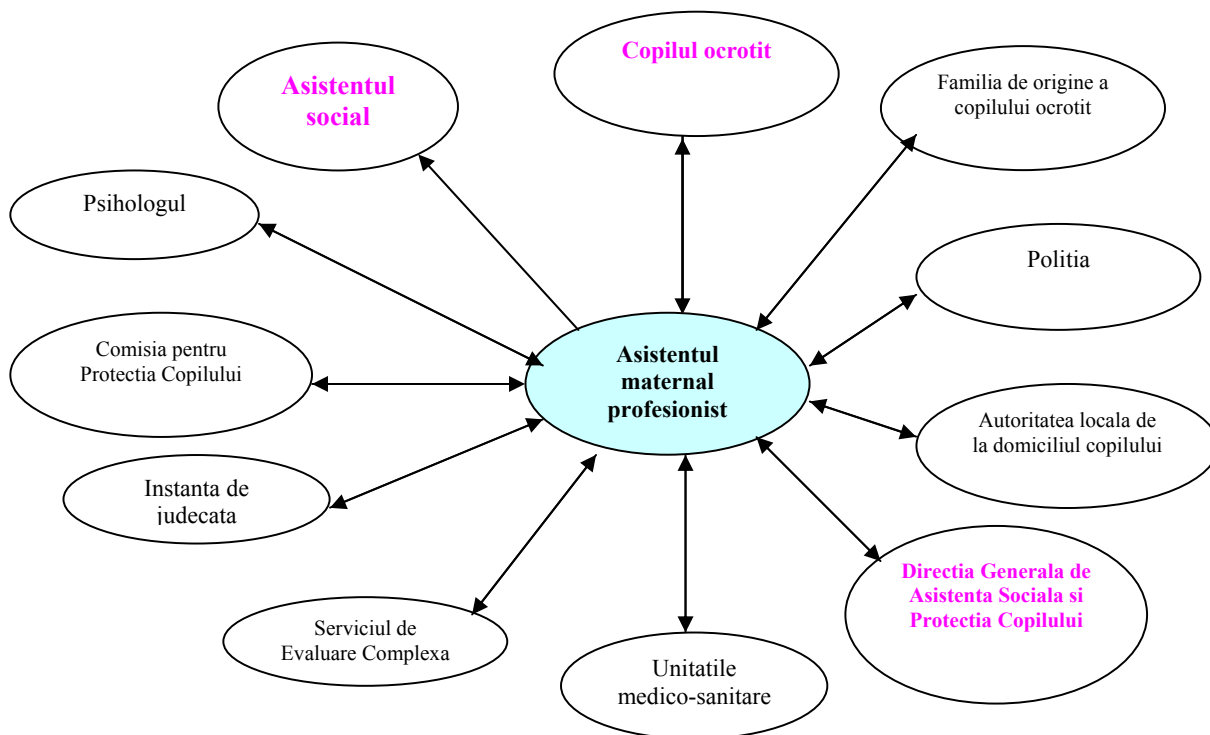 Copilul ocrotit
Asistentul
social
Familia de origine a
copilului ocrotit
Psihologul
Politia
Comisia pentru
Protectia Copilului
Asistentul
maternal
profesionist
Autoritatea locala de
la domiciliul copilului
Instanta de
judecata
Directia Generala de
Asistenta Sociala si
Protectia Copilului
Serviciul de
Evaluare Complexa
Unitatile
medico-sanitare